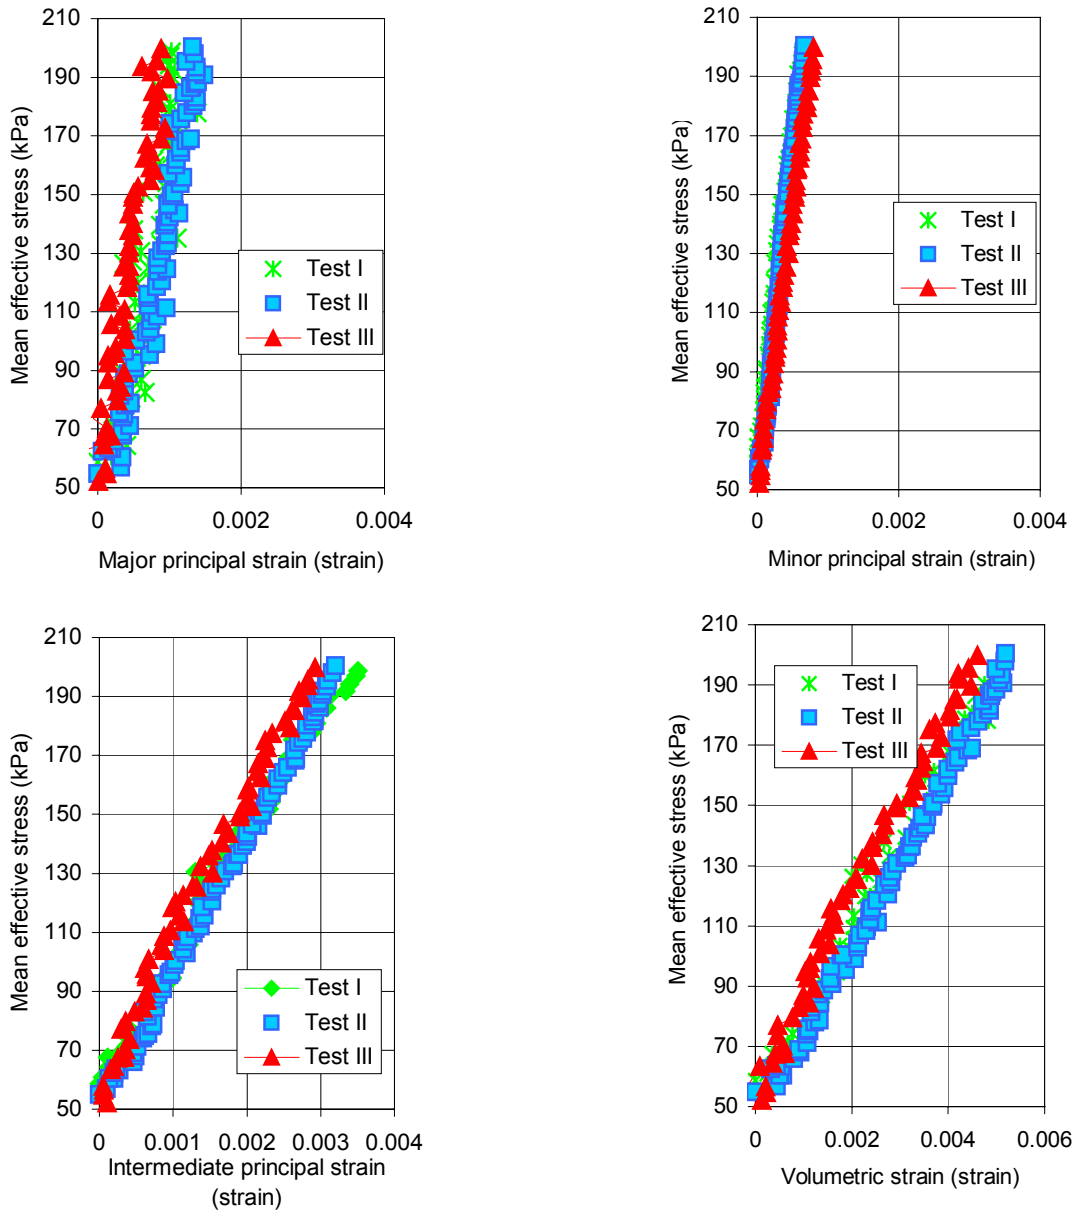 210
190
170
150
130
110
90
70
50
Mean effective stress (kPa)
Test I
Test II
Test III
0
0.002
0.004
Major principal strain (strain)
210
190
170
150
130
110
90
70
50
Mean effective stress (kPa)
Test I
Test II
Test III
0
0.002
0.004
Minor principal strain (strain)
210
190
170
150
130
110
90
70
50
Mean effective stress (kPa)
Test I
Test II
Test III
0
0.001
0.002
0.003
0.004
Intermediate principal strain
(strain)
210
190
170
150
130
110
90
70
50
Mean effective stress (kPa)
Test I
Test II
Test III
0
0.002
0.004
0.006
Volumetric strain (strain)